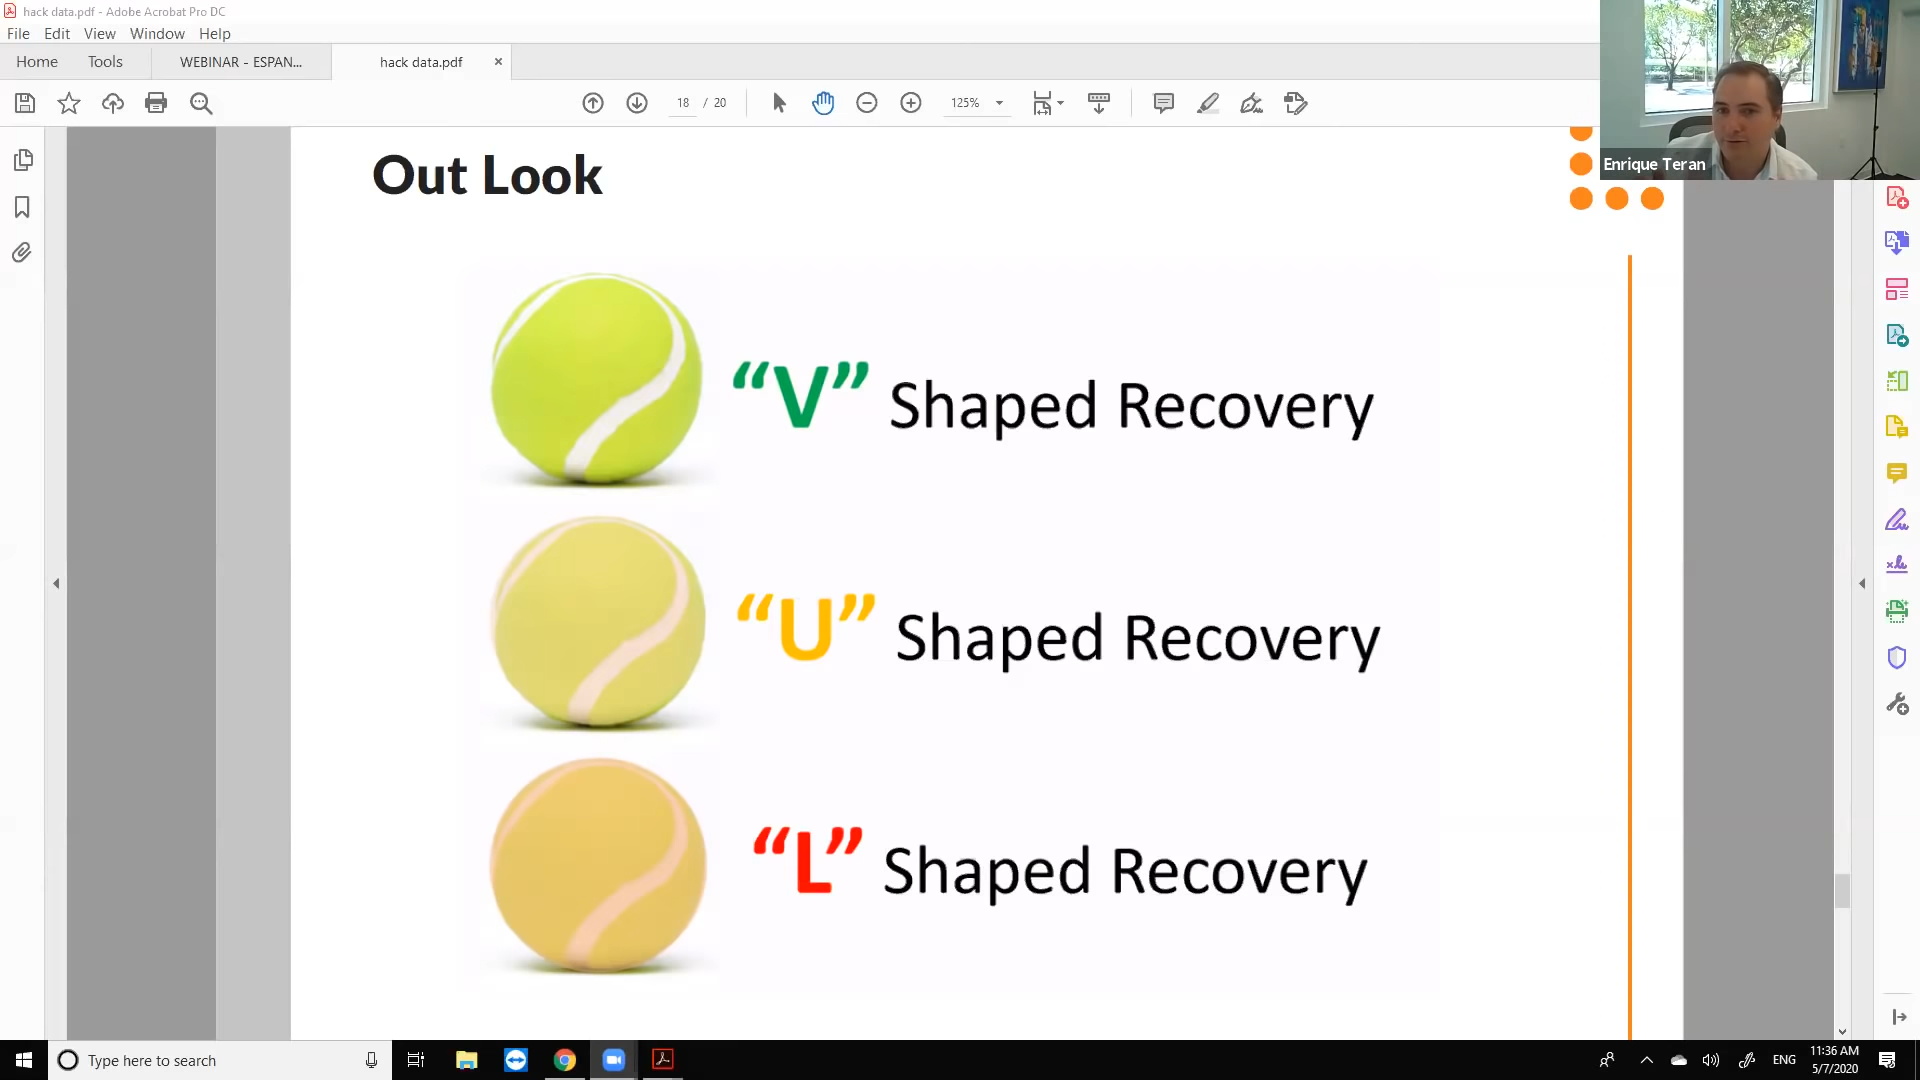 hack data.pdf - Adobe Acrobat Pro DC
File Edit View Window Help
Home Tools WEBINAR - ESPAN... hack data.pdf ×
18 / 20 125%
Enrique Teran
Out Look
“V” Shaped Recovery
“U” Shaped Recovery
“L” Shaped Recovery
Type here to search
ENG
11:36 AM
5/7/2020